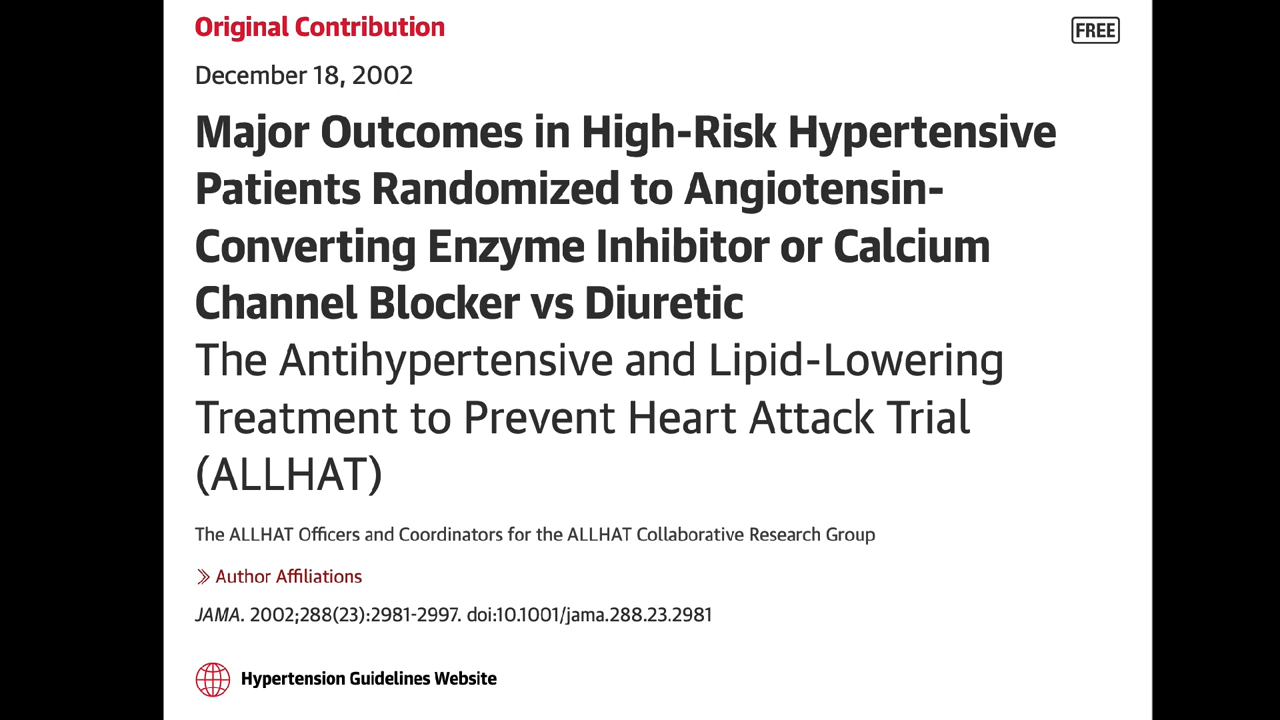 Original Contribution
FREE
December 18, 2002
Major Outcomes in High-Risk Hypertensive
Patients Randomized to Angiotensin-
Converting Enzyme Inhibitor or Calcium
Channel Blocker vs Diuretic
The Antihypertensive and Lipid-Lowering
Treatment to Prevent Heart Attack Trial
(ALLHAT)
The ALLHAT Officers and Coordinators for the ALLHAT Collaborative Research Group
Author Affiliations
JAMA. 2002;288(23):2981-2997. doi:10.1001/jama.288.23.2981
Hypertension Guidelines Website